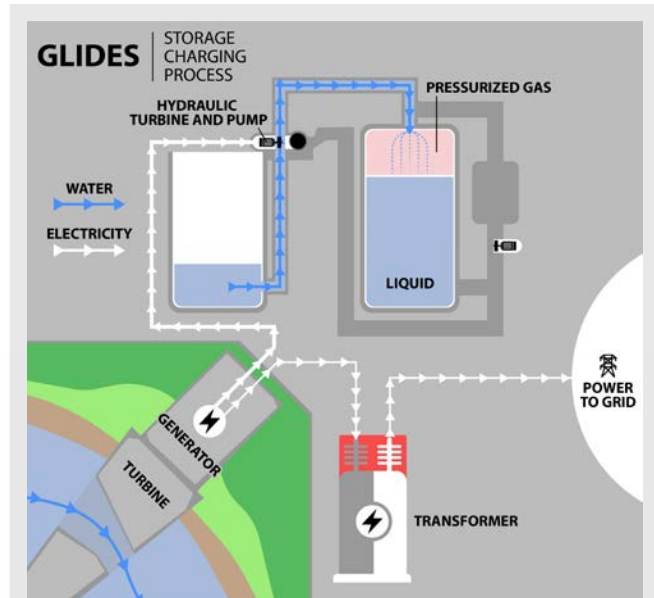 GLIDES
STORAGE
CHARGING
PROCESS
PRESSURIZED GAS
HYDRAULIC
TURBINE AND PUMP
WATER
ELECTRICITY
LIQUID
POWER
TO GRID
GENERATOR
TURBINE
TRANSFORMER